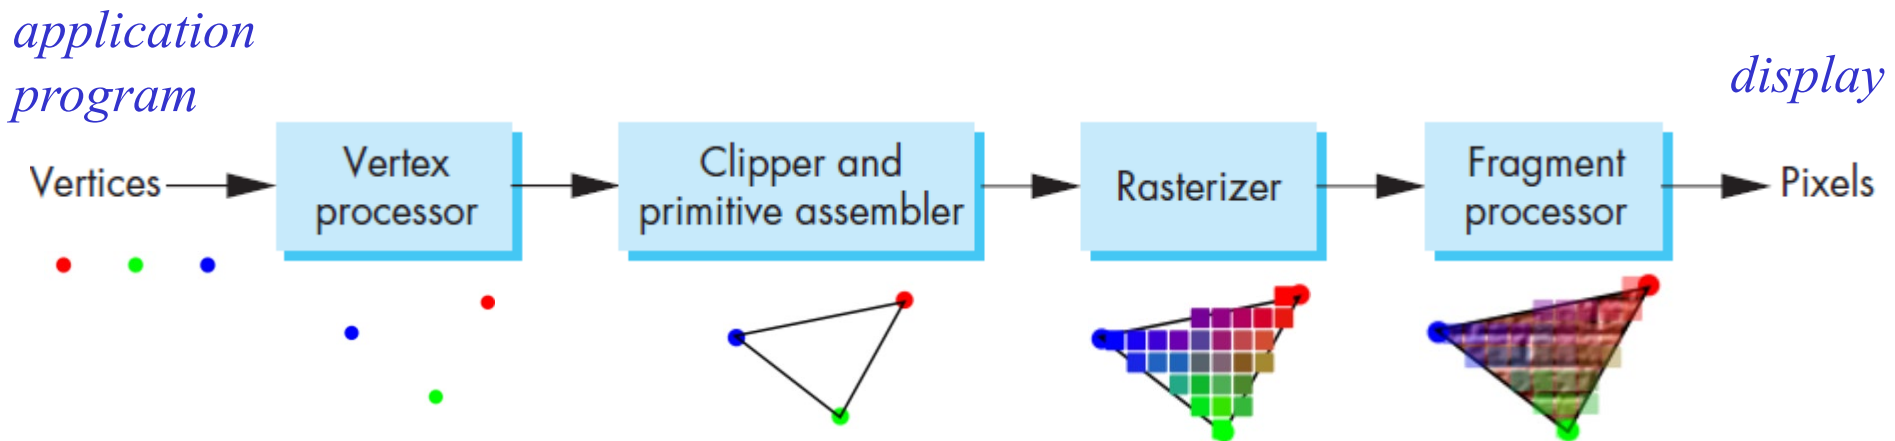 application
program
display
Vertices
Vertex
processor
Clipper and
primitive assembler
Rasterizer
Fragment
processor
Pixels